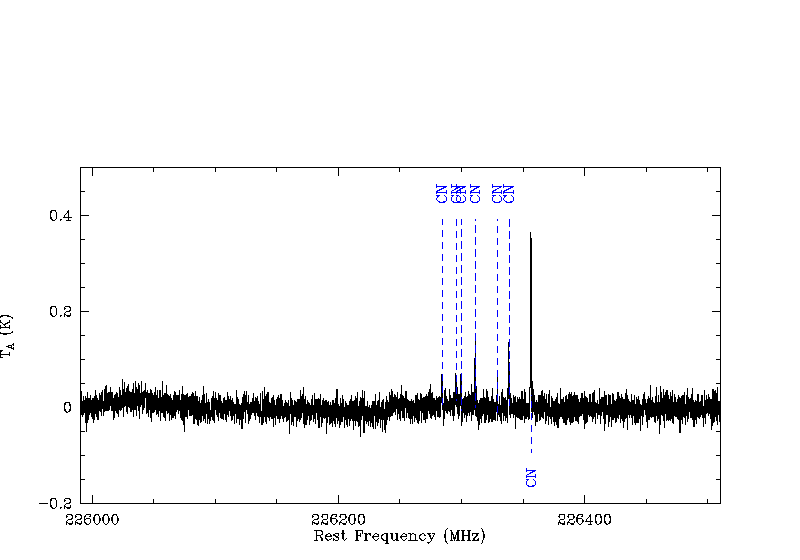 CN CN CN CN CN CN
0.4
0.2
T_A (K)
0
CN
-0.2
226000 226200 226400
Rest Frequency (MHz)